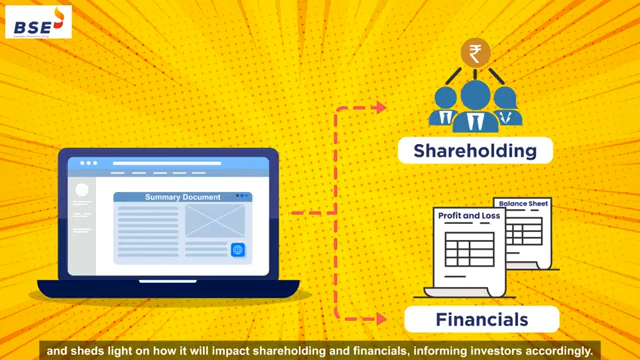 BSE
Summary Document
₹
Shareholding
Profit and Loss
Balance Sheet
Financials
and sheds light on how it will impact shareholding and financials, informing investors accordingly.